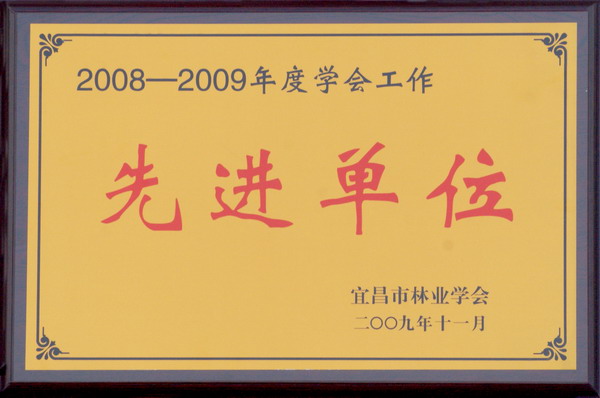 2008—2009年度学会工作
先进单位
宜昌市林业学会
二〇〇九年十一月